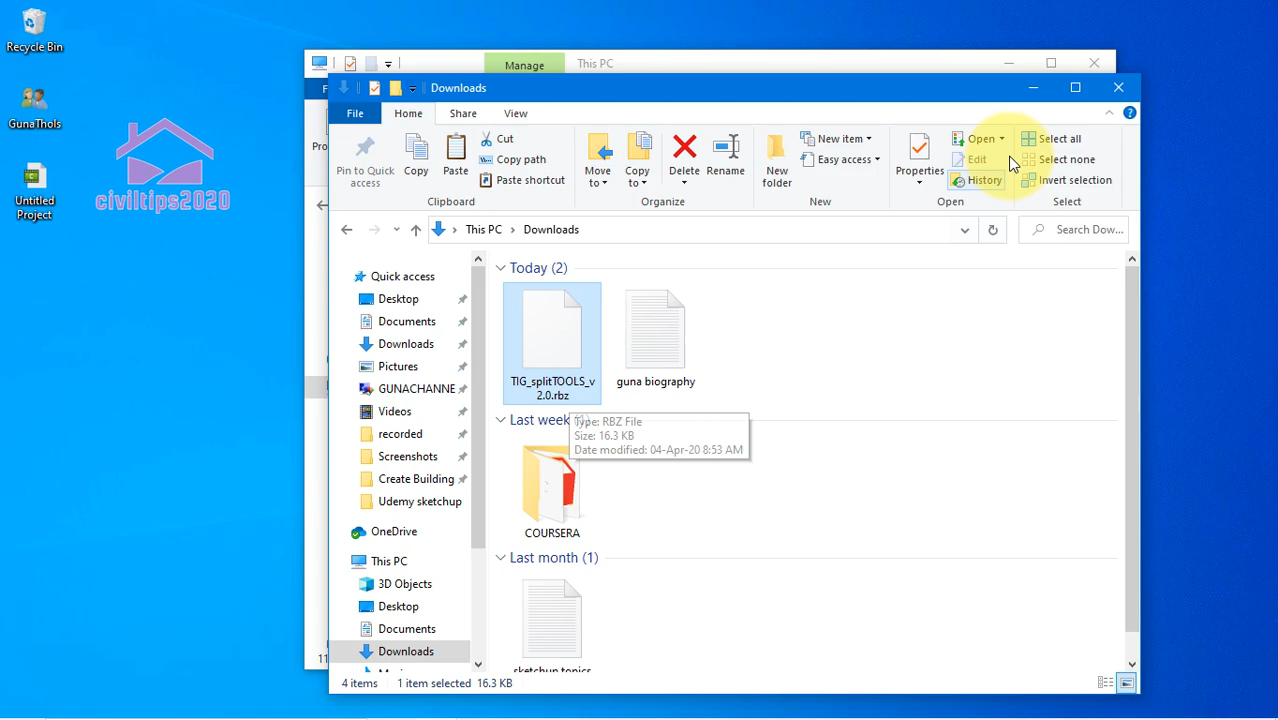 Recycle Bin
GunaThols
Untitled
Project
civiltips2020
Manage
This PC
Downloads
File
Home
Share
View
Pin to Quick
access
Copy
Paste
Cut
Copy path
Paste shortcut
Clipboard
Move
to
Copy
to
Delete
Rename
Organize
New
folder
New item
Easy access
New
Properties
Open
Edit
History
Open
Select all
Select none
Invert selection
Select
This PC > Downloads
Search Dow...
Quick access
Desktop
Documents
Downloads
Pictures
GUNACHANNE
Videos
recorded
Screenshots
Create Building
Udemy sketchup
OneDrive
This PC
3D Objects
Desktop
Documents
Downloads
Today (2)
TIG_splitTOOLS_v
2.0.rbz
guna biography
Last week
Type: RBZ File
Size: 16.3 KB
Date modified: 04-Apr-20 8:53 AM
COURSERA
Last month (1)
sketchup topics
4 items
1 item selected 16.3 KB